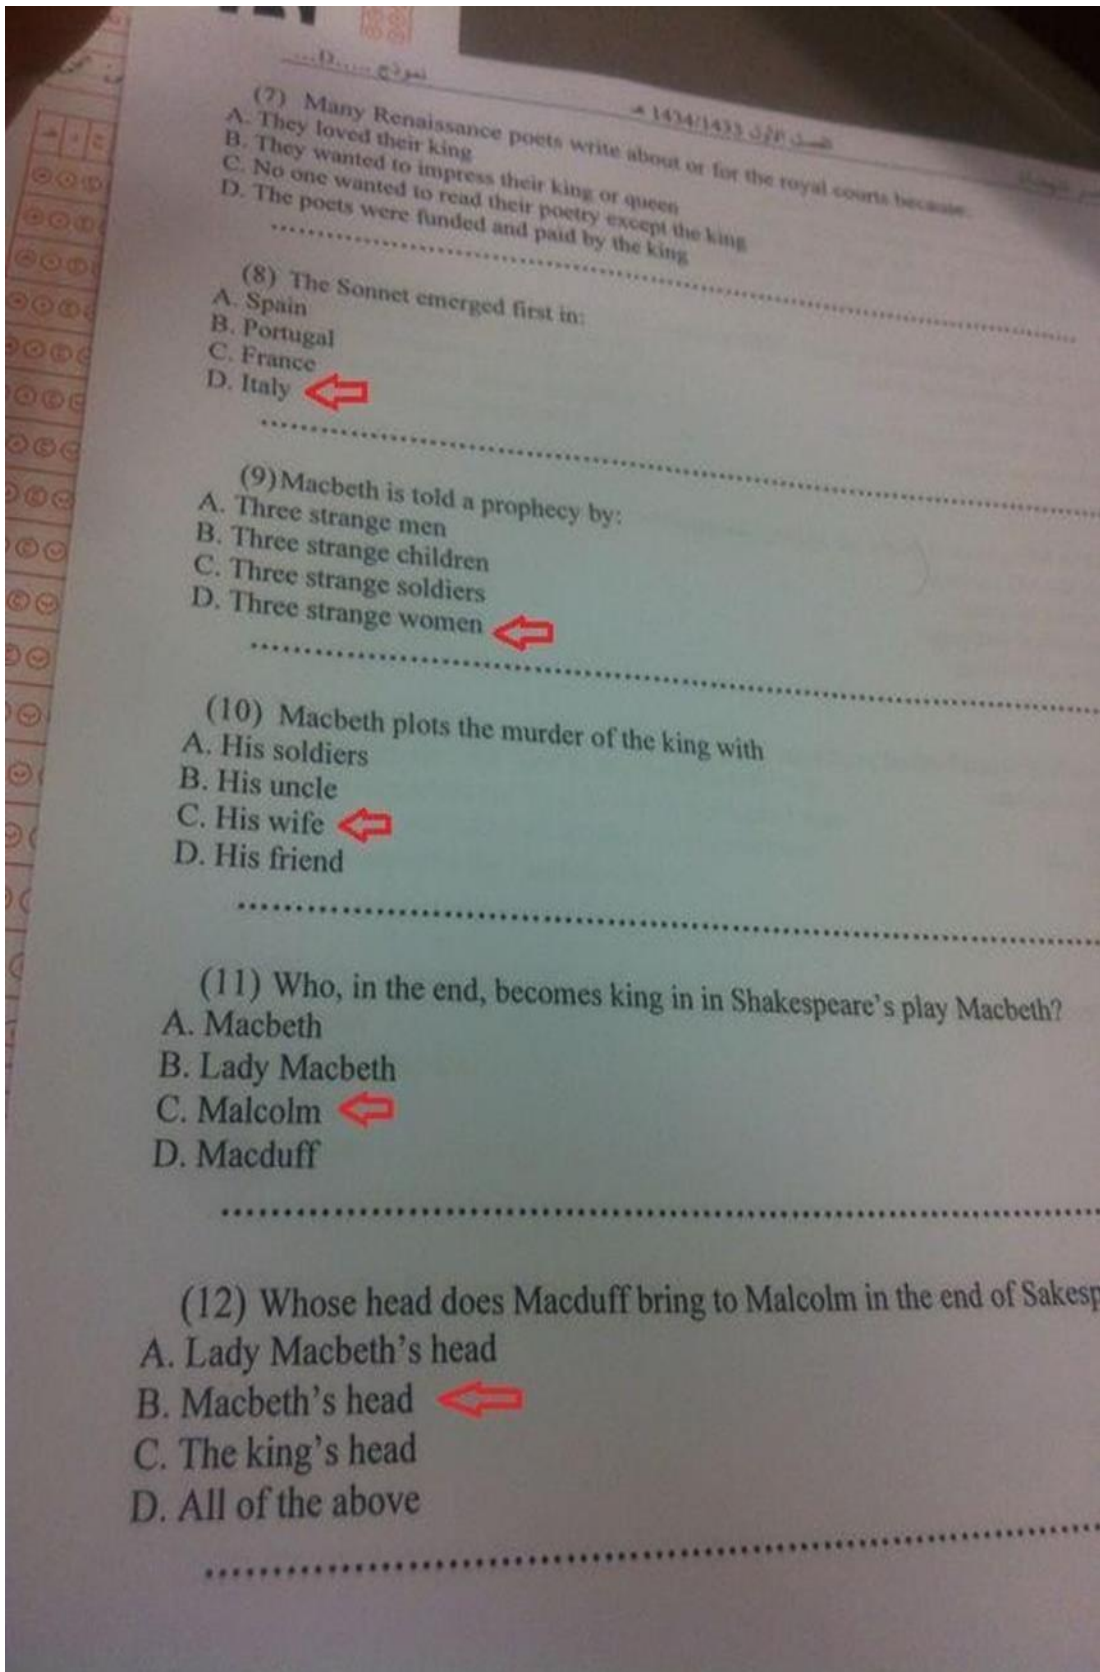 نموذج .....D....
الفصل الأول 1434/1433 هـ
(7) Many Renaissance poets write about or for the royal courts because:
A. They loved their king
B. They wanted to impress their king or queen
C. No one wanted to read their poetry except the king
D. The poets were funded and paid by the king
(8) The Sonnet emerged first in:
A. Spain
B. Portugal
C. France
D. Italy
(9)Macbeth is told a prophecy by:
A. Three strange men
B. Three strange children
C. Three strange soldiers
D. Three strange women
(10) Macbeth plots the murder of the king with
A. His soldiers
B. His uncle
C. His wife
D. His friend
(11) Who, in the end, becomes king in in Shakespeare's play Macbeth?
A. Macbeth
B. Lady Macbeth
C. Malcolm
D. Macduff
(12) Whose head does Macduff bring to Malcolm in the end of Sakesp
A. Lady Macbeth's head
B. Macbeth's head
C. The king's head
D. All of the above